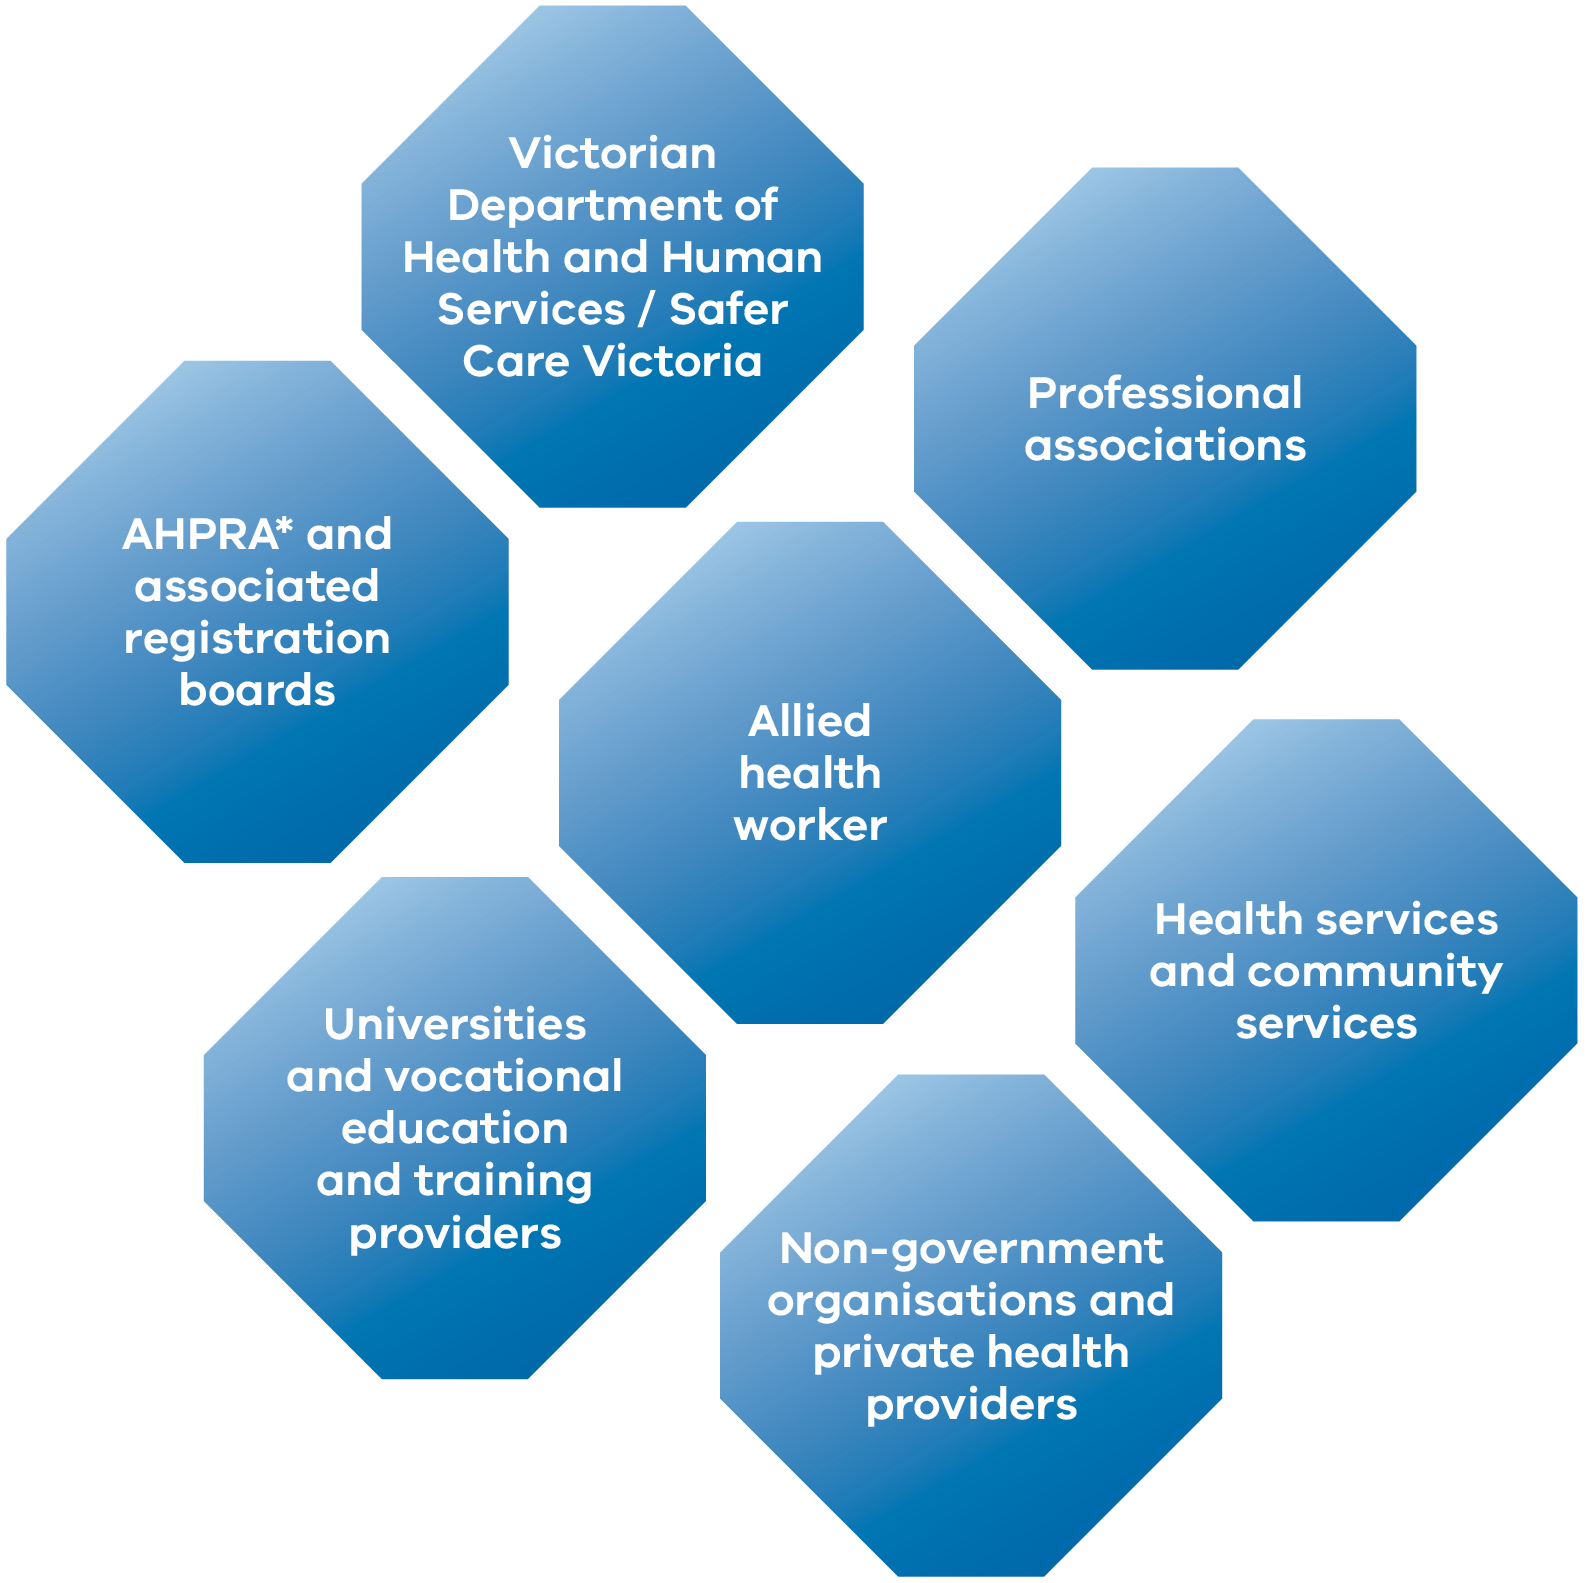 Victorian
Department of
Health and Human
Services / Safer
Care Victoria
Professional
associations
AHPRA* and
associated
registration
boards
Allied
health
worker
Health services
and community
services
Universities
and vocational
education
and training
providers
Non-government
organisations and
private health
providers